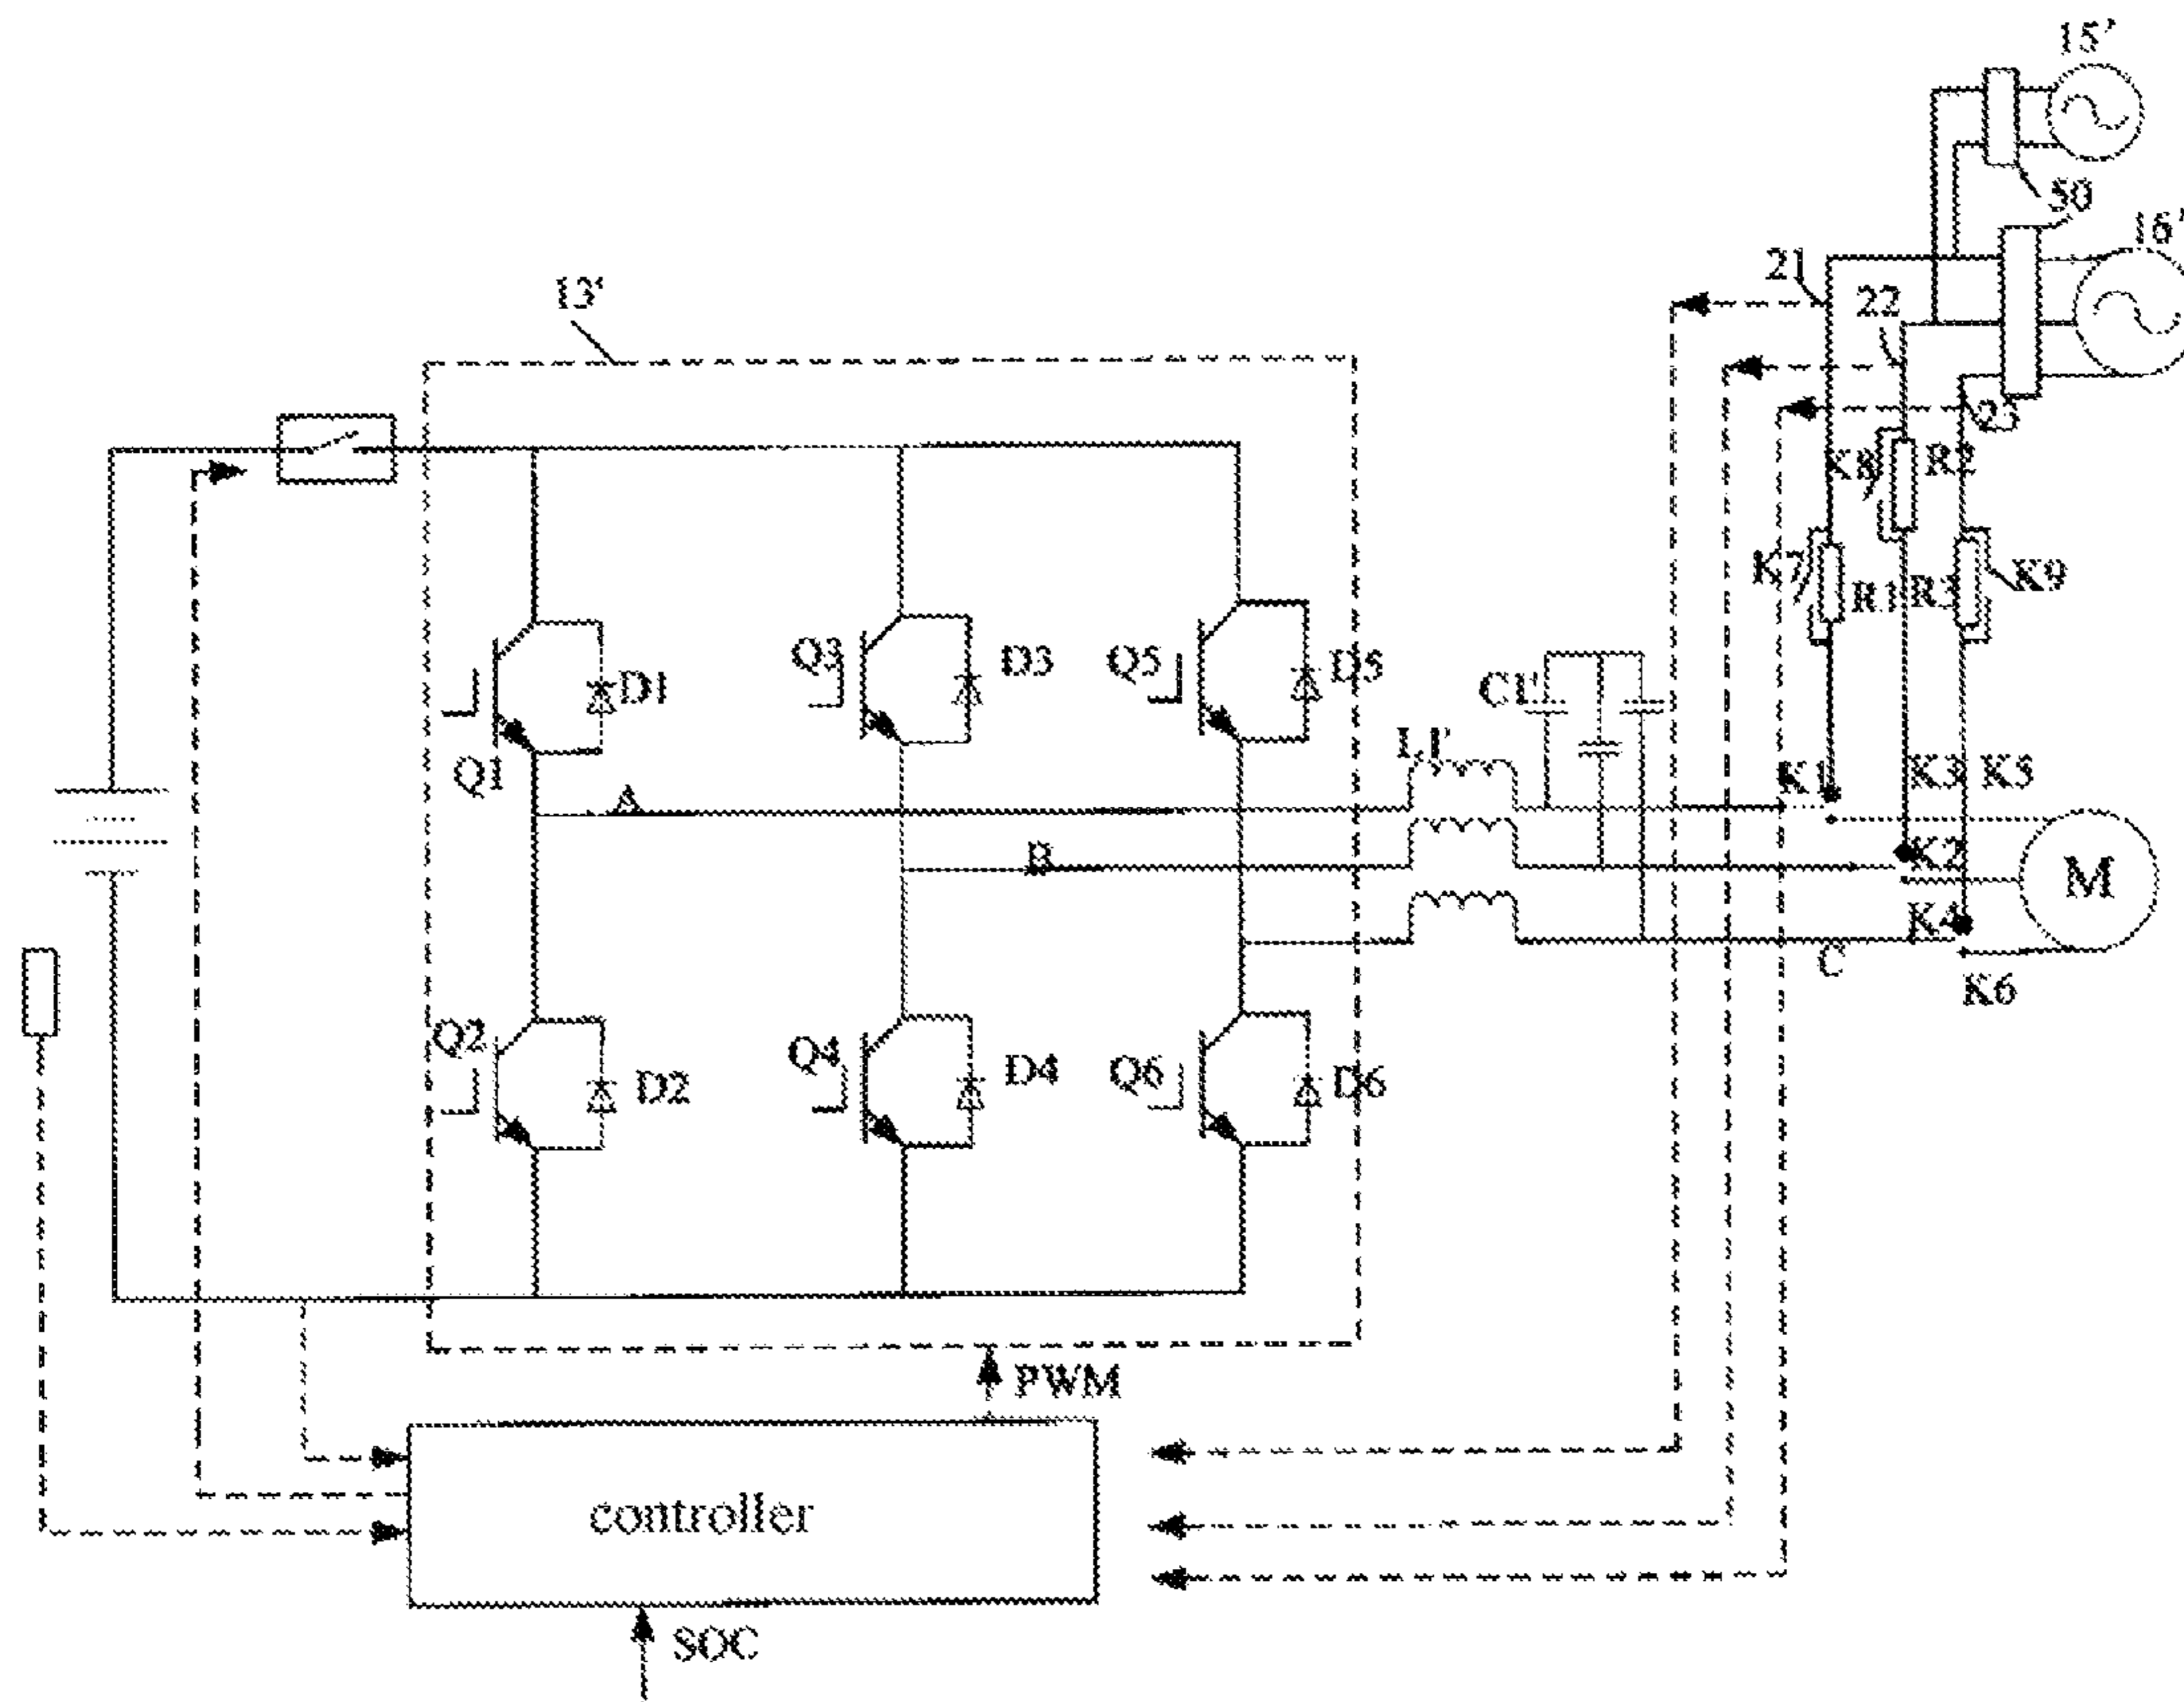 15'
50
16'
21
22
23
13'
K8
R2
K7
R1
R3
K9
Q3
D3
Q5
D5
D1
Q1
C1'
L1'
K1
K3
K5
A
B
K2
M
K4
C
K6
Q2
D2
Q4
D4
Q6
D6
PWM
controller
SOC